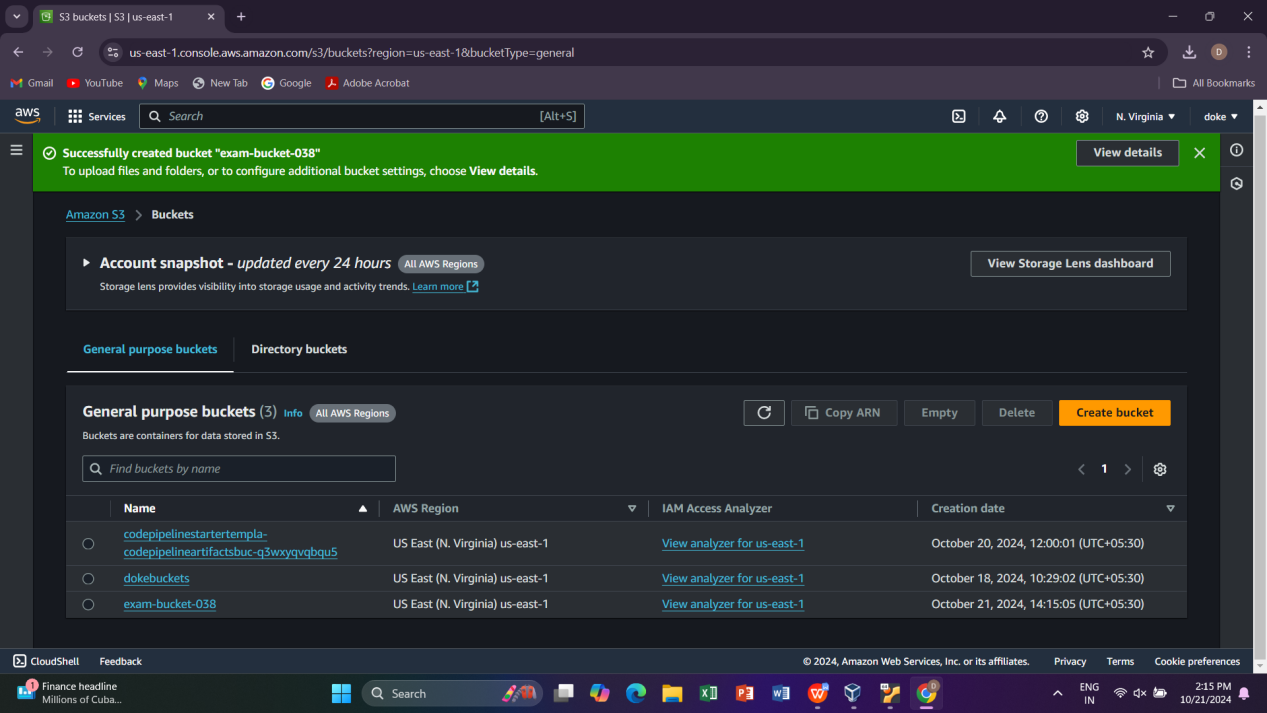 S3 buckets | S3 | us-east-1
us-east-1.console.aws.amazon.com/s3/buckets?region=us-east-1&bucketType=general
D
Gmail YouTube Maps New Tab Google Adobe Acrobat All Bookmarks
aws Services Search [Alt+S] N. Virginia doke
Successfully created bucket "exam-bucket-038"
To upload files and folders, or to configure additional bucket settings, choose View details.
View details
Amazon S3 Buckets
Account snapshot - updated every 24 hours All AWS Regions
Storage lens provides visibility into storage usage and activity trends. Learn more
View Storage Lens dashboard
General purpose buckets Directory buckets
General purpose buckets (3) Info All AWS Regions
Buckets are containers for data stored in S3.
Copy ARN Empty Delete Create bucket
Find buckets by name
1
Name AWS Region IAM Access Analyzer Creation date
codepipelinestartertempla-
codepipelineartifactsbuc-q3wxyqvqbqu5 US East (N. Virginia) us-east-1 View analyzer for us-east-1 October 20, 2024, 12:00:01 (UTC+05:30)
dokebuckets US East (N. Virginia) us-east-1 View analyzer for us-east-1 October 18, 2024, 10:29:02 (UTC+05:30)
exam-bucket-038 US East (N. Virginia) us-east-1 View analyzer for us-east-1 October 21, 2024, 14:15:05 (UTC+05:30)
CloudShell Feedback © 2024, Amazon Web Services, Inc. or its affiliates. Privacy Terms Cookie preferences
1
Finance headline
Millions of Cuba...
Search
ENG
IN
2:15 PM
10/21/2024